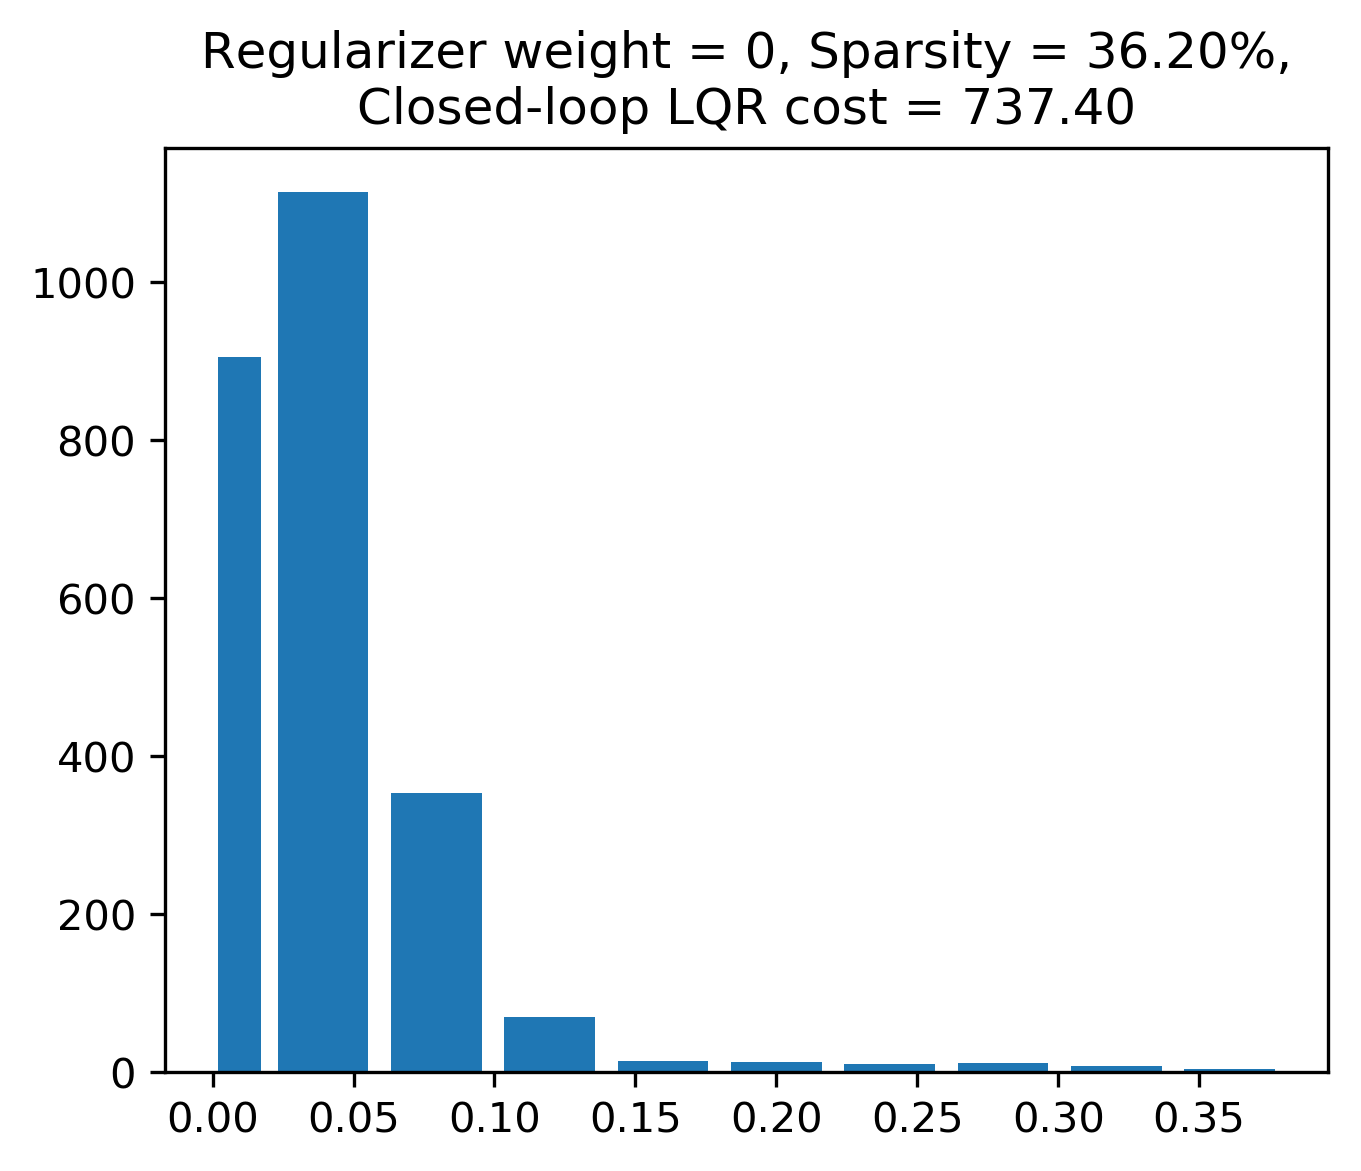 Regularizer weight = 0, Sparsity = 36.20%,
Closed-loop LQR cost = 737.40
1000
800
600
400
200
0
0.00 0.05 0.10 0.15 0.20 0.25 0.30 0.35